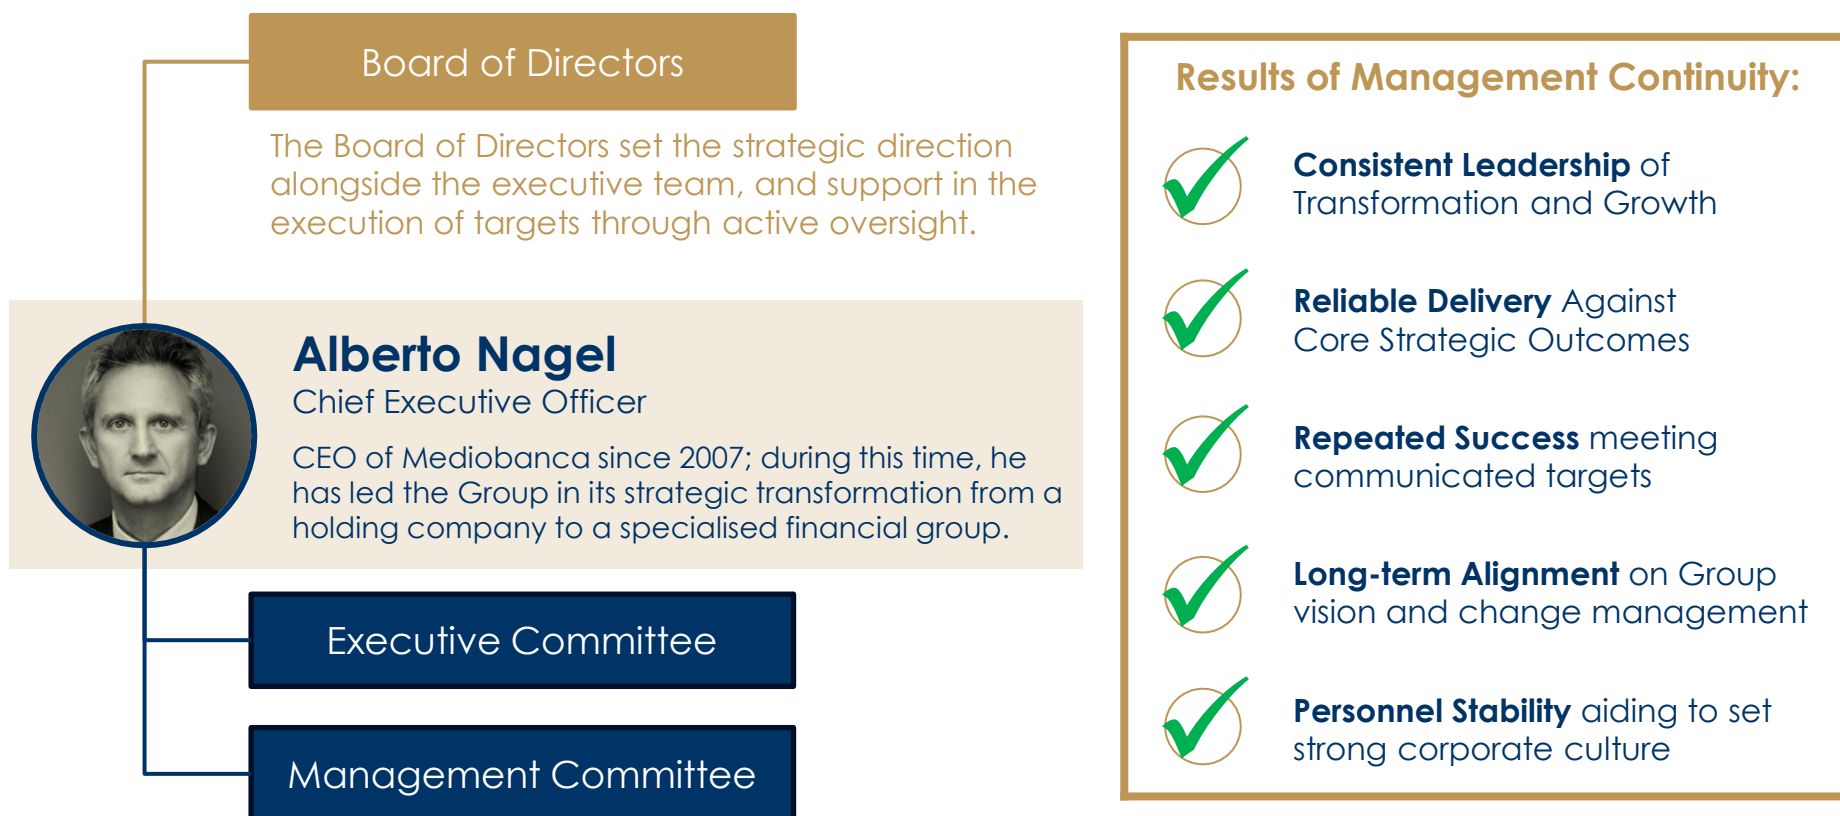 Board of Directors
The Board of Directors set the strategic direction
alongside the executive team, and support in the
execution of targets through active oversight.
Alberto Nagel
Chief Executive Officer
CEO of Mediobanca since 2007; during this time, he
has led the Group in its strategic transformation from a
holding company to a specialised financial group.
Executive Committee
Management Committee
Results of Management Continuity:
Consistent Leadership of
Transformation and Growth
Reliable Delivery Against
Core Strategic Outcomes
Repeated Success meeting
communicated targets
Long-term Alignment on Group
vision and change management
Personnel Stability aiding to set
strong corporate culture